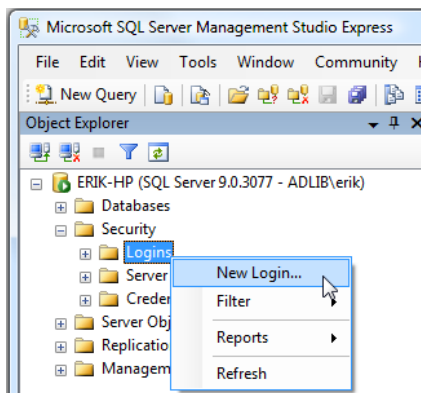 Microsoft SQL Server Management Studio Express
File Edit View Tools Window Community
New Query
Object Explorer
ERIK-HP (SQL Server 9.0.3077 - ADLIB\erik)
Databases
Security
Logins
New Login...
Server
Filter
Creder
Server Obj
Reports
Replicatio
Managem
Refresh